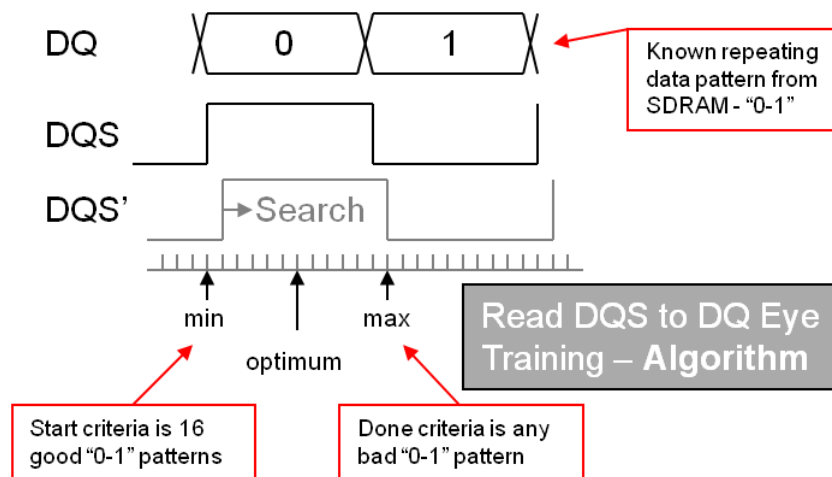 DQ
0
1
Known repeating
data pattern from
SDRAM - "0-1"
DQS
DQS'
Search
min
max
optimum
Read DQS to DQ Eye
Training – Algorithm
Start criteria is 16
good "0-1" patterns
Done criteria is any
bad "0-1" pattern